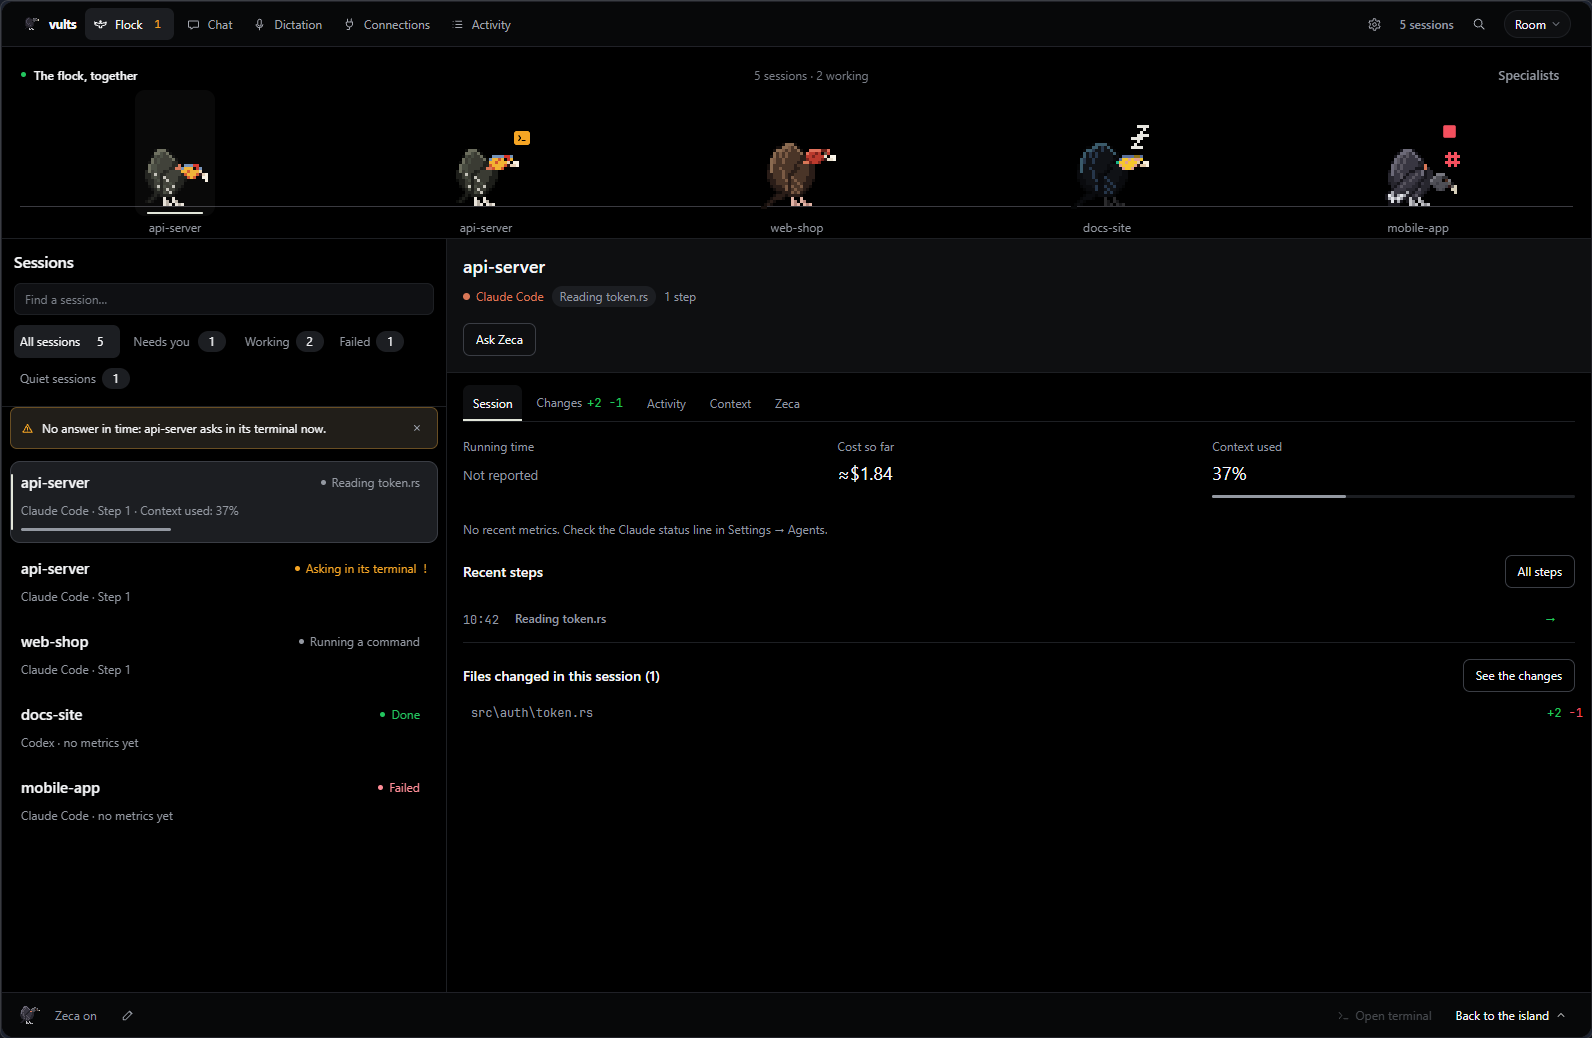 vults Flock 1 Chat Dictation Connections Activity 5 sessions Room
The flock, together 5 sessions · 2 working Specialists
api-server api-server web-shop docs-site mobile-app
Sessions
Find a session...
All sessions 5 Needs you 1 Working 2 Failed 1
Quiet sessions 1
No answer in time: api-server asks in its terminal now. ×
api-server Reading token.rs
Claude Code · Step 1 · Context used: 37%
api-server Asking in its terminal !
Claude Code · Step 1
web-shop Running a command
Claude Code · Step 1
docs-site Done
Codex · no metrics yet
mobile-app Failed
Claude Code · no metrics yet
api-server
Claude Code Reading token.rs 1 step
Ask Zeca
Session Changes +2 -1 Activity Context Zeca
Running time Cost so far Context used
Not reported ≈$1.84 37%
No recent metrics. Check the Claude status line in Settings → Agents.
Recent steps All steps
10:42 Reading token.rs →
Files changed in this session (1) See the changes
src\auth\token.rs +2 -1
Zeca on Open terminal Back to the island